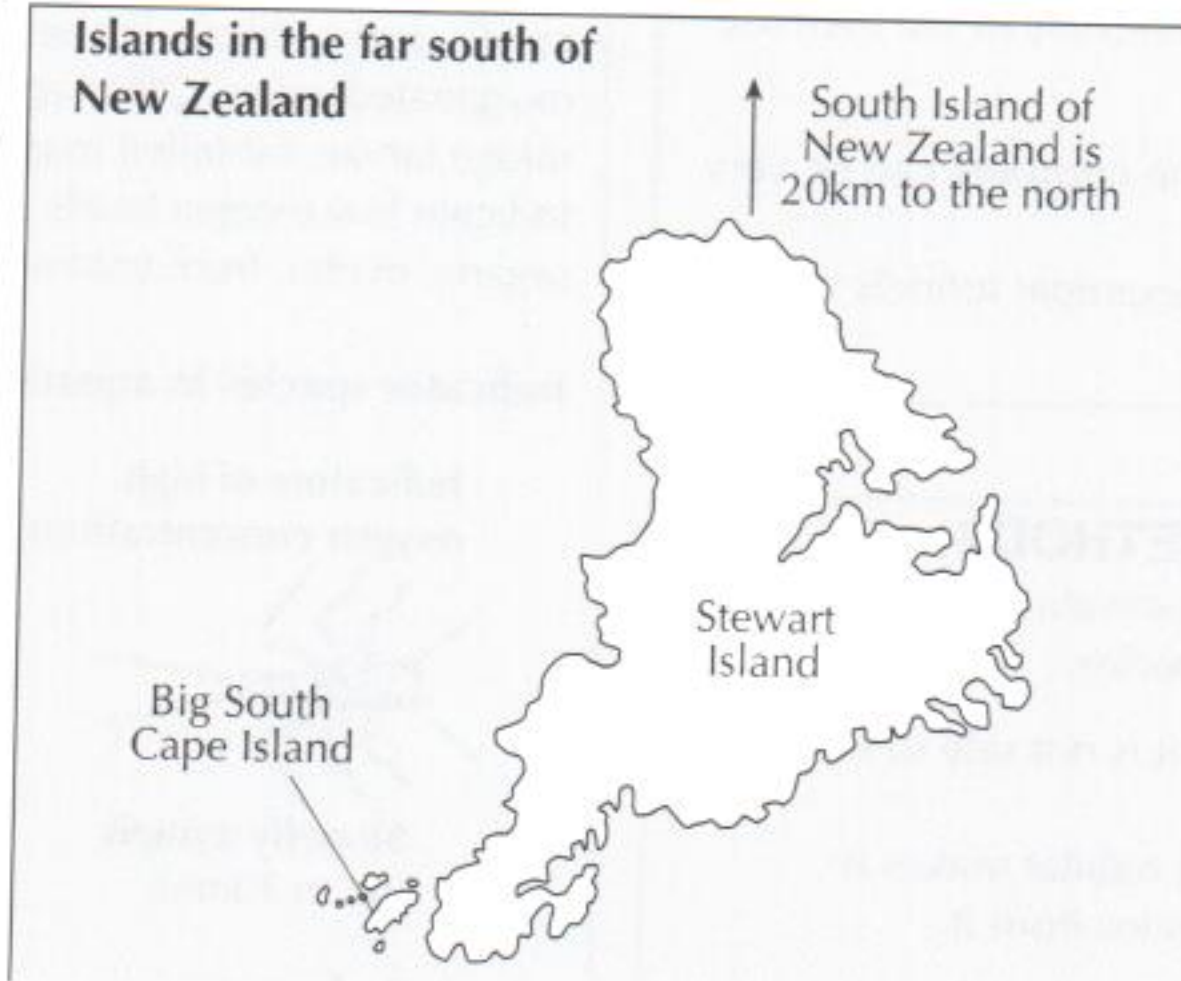 Islands in the far south of
New Zealand
South Island of
New Zealand is
20km to the north
Stewart
Island
Big South
Cape Island